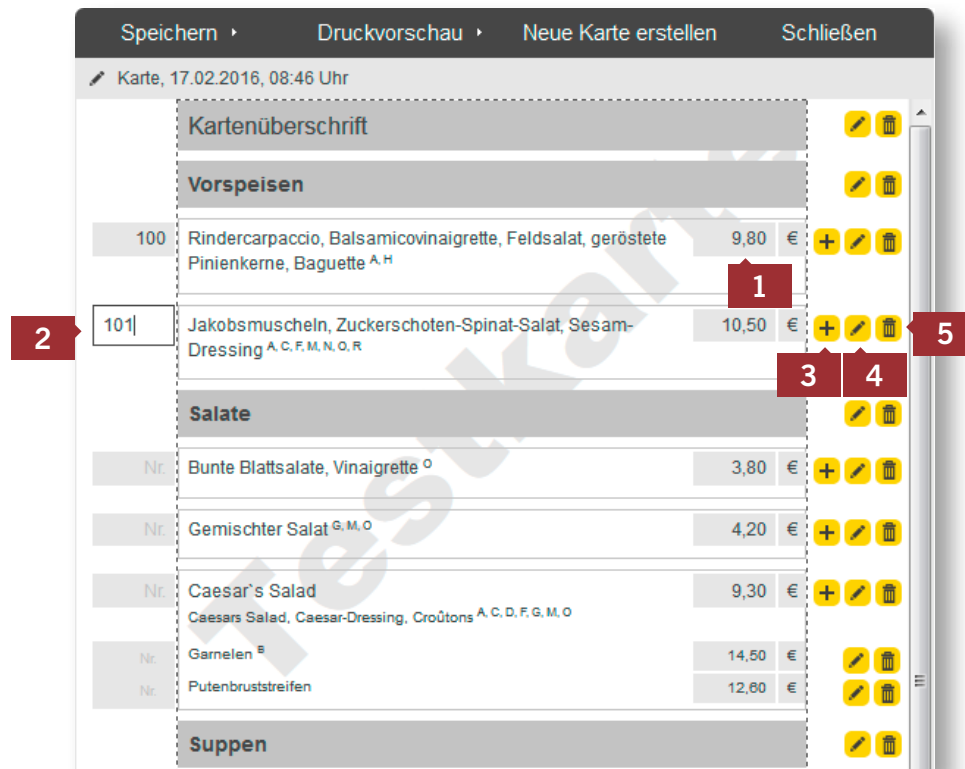 Speichern Druckvorschau Neue Karte erstellen Schließen
Karte, 17.02.2016, 08:46 Uhr
Kartenüberschrift
Vorspeisen
100 Rindercarpaccio, Balsamicovinaigrette, Feldsalat, geröstete 9,80 €
Pinienkerne, Baguette A, H
1
2 101 Jakobsmuscheln, Zuckerschoten-Spinat-Salat, Sesam- 10,50 € 5
Dressing A, C, F, M, N, O, R
3 4
Salate
Nr. Bunte Blattsalate, Vinaigrette O 3,80 €
Nr. Gemischter Salat G, M, O 4,20 €
Nr. Caesar`s Salad 9,30 €
Caesars Salad, Caesar-Dressing, Croûtons A, C, D, F, G, M, O
Nr. Garnelen B 14,50 €
Nr. Putenbruststreifen 12,60 €
Suppen
Testkarte